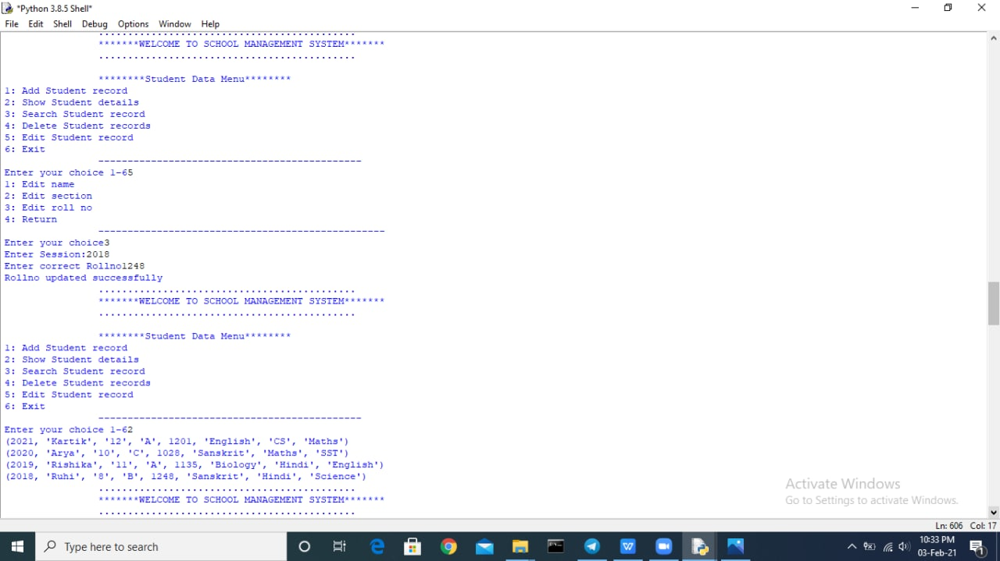 *Python 3.8.5 Shell*
File Edit Shell Debug Options Window Help
............................................
*******WELCOME TO SCHOOL MANAGEMENT SYSTEM*******
............................................
********Student Data Menu********
1: Add Student record
2: Show Student details
3: Search Student record
4: Delete Student records
5: Edit Student record
6: Exit
---------------------------------------------
Enter your choice 1-65
1: Edit name
2: Edit section
3: Edit roll no
4: Return
-------------------------------------------------
Enter your choice3
Enter Session:2018
Enter correct Rollno1248
Rollno updated successfully
............................................
*******WELCOME TO SCHOOL MANAGEMENT SYSTEM*******
............................................
********Student Data Menu********
1: Add Student record
2: Show Student details
3: Search Student record
4: Delete Student records
5: Edit Student record
6: Exit
---------------------------------------------
Enter your choice 1-62
(2021, 'Kartik', '12', 'A', 1201, 'English', 'CS', 'Maths')
(2020, 'Arya', '10', 'C', 1028, 'Sanskrit', 'Maths', 'SST')
(2019, 'Rishika', '11', 'A', 1135, 'Biology', 'Hindi', 'English')
(2018, 'Ruhi', '8', 'B', 1248, 'Sanskrit', 'Hindi', 'Science')
............................................
*******WELCOME TO SCHOOL MANAGEMENT SYSTEM*******
............................................
Activate Windows
Go to Settings to activate Windows.
Ln: 606 Col: 17
Type here to search
10:33 PM
03-Feb-21
1